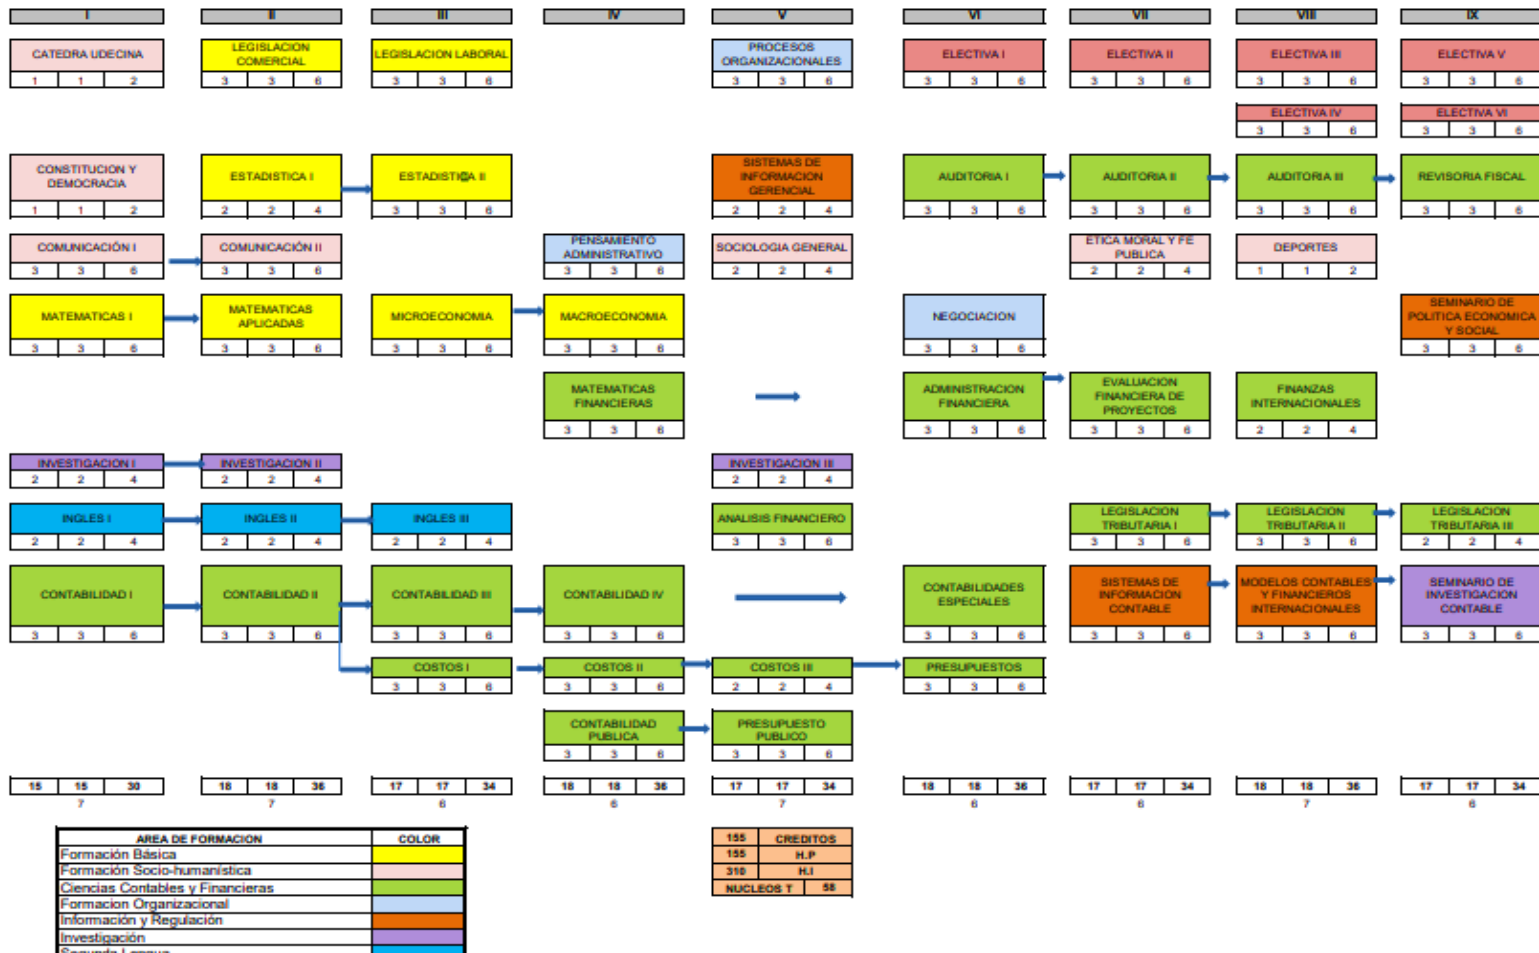 I II III IV V VI VII VIII IX
CATEDRA UDECINA
1 1 2
LEGISLACION
COMERCIAL
3 3 6
LEGISLACION LABORAL
3 3 6
PROCESOS
ORGANIZACIONALES
3 3 6
ELECTIVA I
3 3 6
ELECTIVA II
3 3 6
ELECTIVA III
3 3 6
ELECTIVA V
3 3 6
ELECTIVA IV
3 3 6
ELECTIVA VI
3 3 6
CONSTITUCION Y
DEMOCRACIA
1 1 2
ESTADISTICA I
2 2 4
ESTADISTICA II
3 3 6
SISTEMAS DE
INFORMACION
GERENCIAL
2 2 4
AUDITORIA I
3 3 6
AUDITORIA II
3 3 6
AUDITORIA III
3 3 6
REVISORIA FISCAL
3 3 6
COMUNICACIÓN I
3 3 6
COMUNICACIÓN II
3 3 6
PENSAMIENTO
ADMINISTRATIVO
3 3 6
SOCIOLOGIA GENERAL
2 2 4
ETICA MORAL Y FE
PUBLICA
2 2 4
DEPORTES
1 1 2
MATEMATICAS I
3 3 6
MATEMATICAS
APLICADAS
3 3 6
MICROECONOMIA
3 3 6
MACROECONOMIA
3 3 6
NEGOCIACION
3 3 6
SEMINARIO DE
POLITICA ECONOMICA
Y SOCIAL
3 3 6
MATEMATICAS
FINANCIERAS
3 3 6
ADMINISTRACION
FINANCIERA
3 3 6
EVALUACION
FINANCIERA DE
PROYECTOS
3 3 6
FINANZAS
INTERNACIONALES
2 2 4
INVESTIGACION I
2 2 4
INVESTIGACION II
2 2 4
INVESTIGACION III
2 2 4
INGLES I
2 2 4
INGLES II
2 2 4
INGLES III
2 2 4
ANALISIS FINANCIERO
3 3 6
LEGISLACION
TRIBUTARIA I
3 3 6
LEGISLACION
TRIBUTARIA II
3 3 6
LEGISLACION
TRIBUTARIA III
2 2 4
CONTABILIDAD I
3 3 6
CONTABILIDAD II
3 3 6
CONTABILIDAD III
3 3 6
CONTABILIDAD IV
3 3 6
CONTABILIDADES
ESPECIALES
3 3 6
SISTEMAS DE
INFORMACION
CONTABLE
3 3 6
MODELOS CONTABLES
Y FINANCIEROS
INTERNACIONALES
3 3 6
SEMINARIO DE
INVESTIGACION
CONTABLE
3 3 6
COSTOS I
3 3 6
COSTOS II
3 3 6
COSTOS III
2 2 4
PRESUPUESTOS
3 3 6
CONTABILIDAD
PUBLICA
3 3 6
PRESUPUESTO
PUBLICO
3 3 6
15 15 30 18 18 36 17 17 34 18 18 36 17 17 34 18 18 36 17 17 34 18 18 36 17 17 34
7 7 6 6 7 6 6 7 6
AREA DE FORMACION COLOR
Formación Básica
Formación Socio-humanística
Ciencias Contables y Financieras
Formacion Organizacional
Información y Regulación
Investigación
Segunda Lengua
155 CREDITOS
155 H.P
310 H.I
NUCLEOS T 58